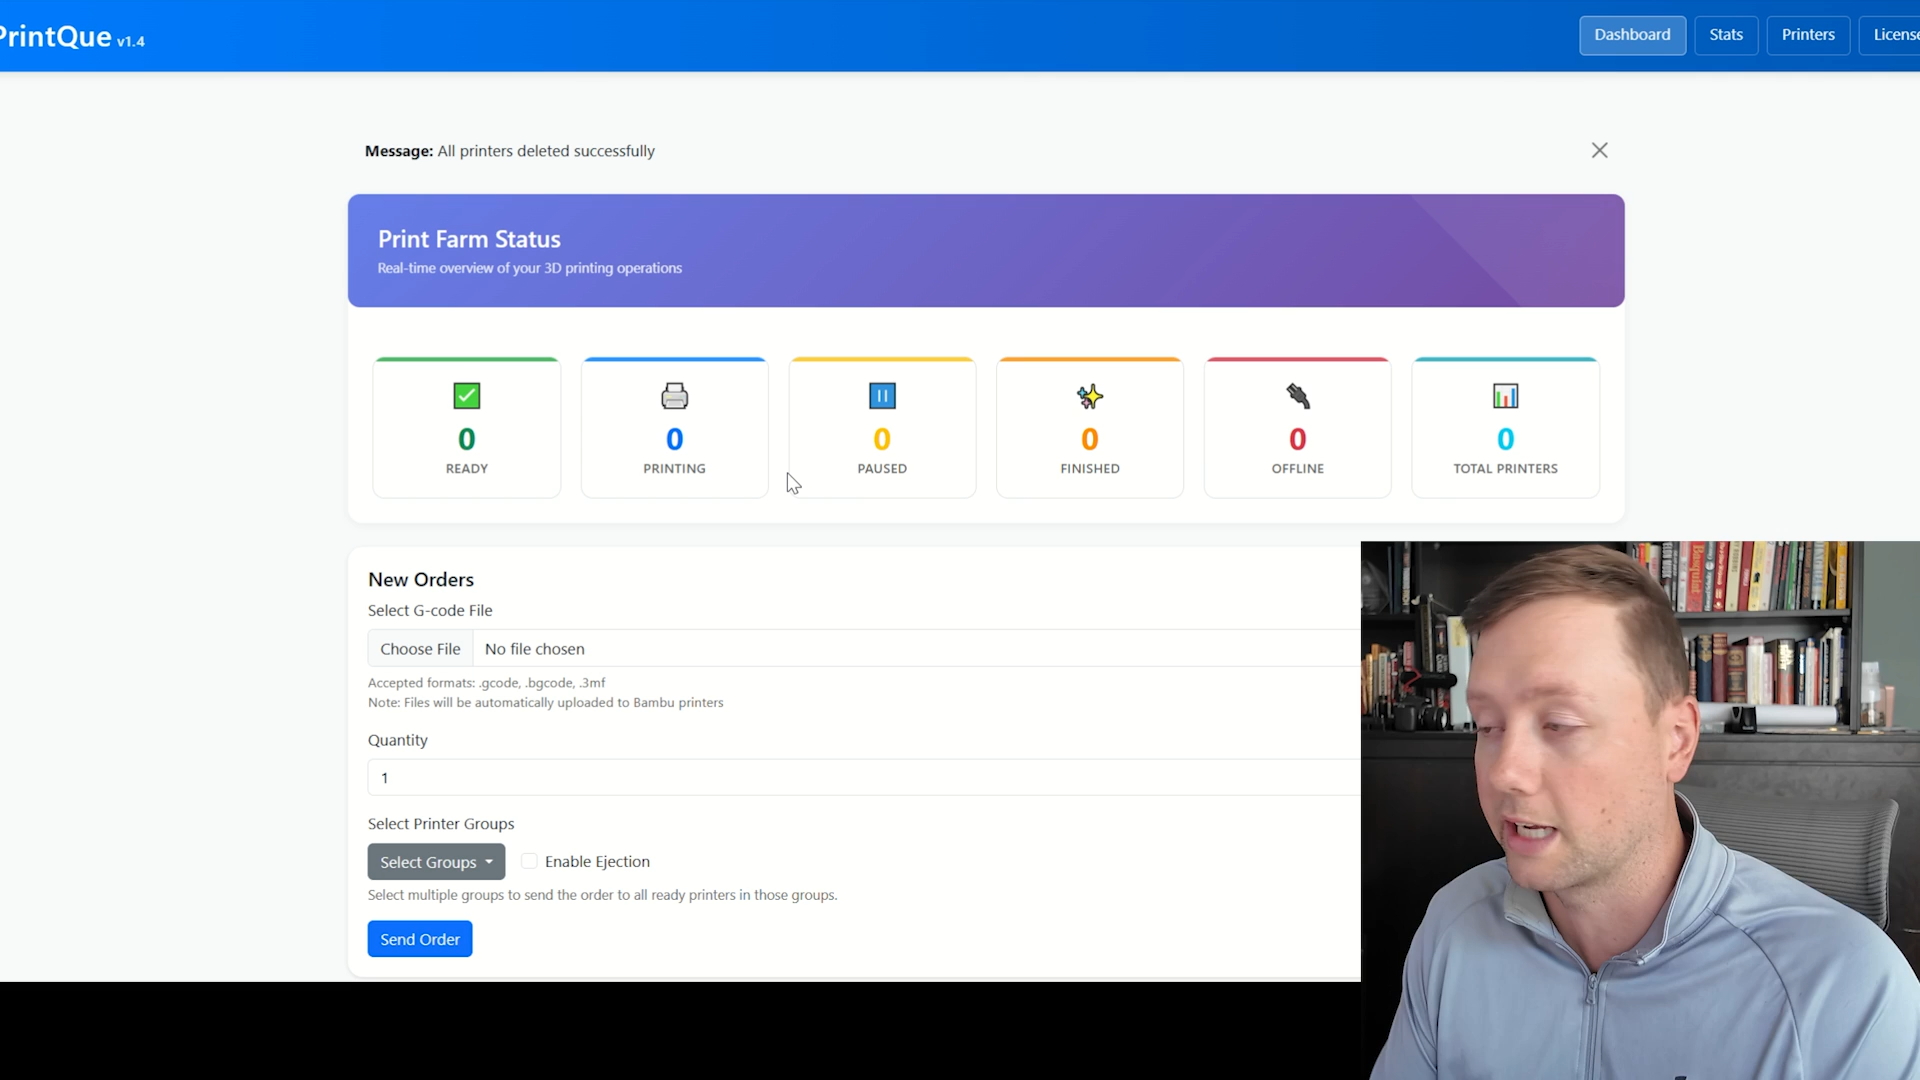 PrintQue v1.4
Dashboard
Stats
Printers
License
Message: All printers deleted successfully
Print Farm Status
Real-time overview of your 3D printing operations
0
READY
0
PRINTING
0
PAUSED
0
FINISHED
0
OFFLINE
0
TOTAL PRINTERS
New Orders
Select G-code File
Choose File
No file chosen
Accepted formats: .gcode, .bgcode, .3mf
Note: Files will be automatically uploaded to Bambu printers
Quantity
1
Select Printer Groups
Select Groups
Enable Ejection
Select multiple groups to send the order to all ready printers in those groups.
Send Order